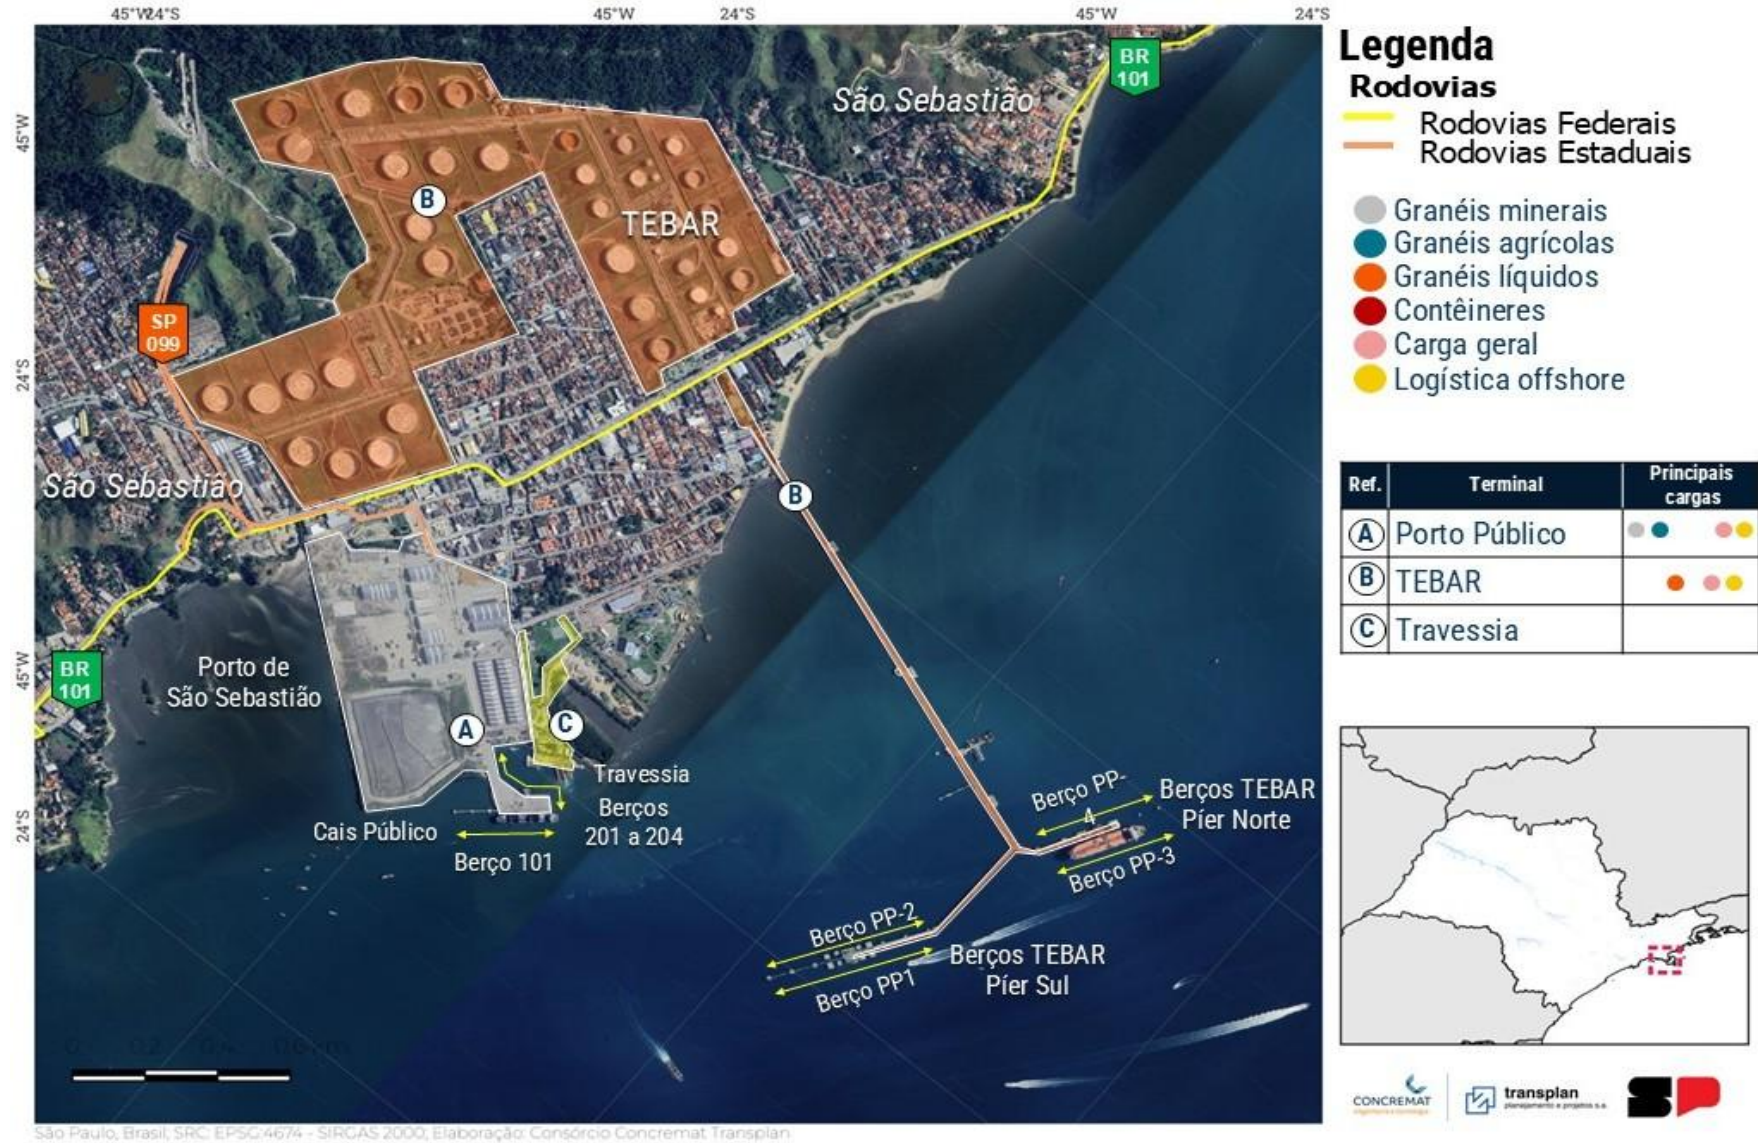 45°W 24°S
45°W
24°S
45°W
24°S
45°W
24°S
45°W
24°S
BR
101
São Sebastião
B
TEBAR
SP
099
São Sebastião
B
BR
101
Porto de
São Sebastião
A
C
Travessia
Berços
201 a 204
Cais Público
Berço 101
Berço PP-
4
Berços TEBAR
Píer Norte
Berço PP-3
Berço PP-2
Berço PP1
Berços TEBAR
Píer Sul
São Paulo, Brasil, SRC: EPSG:4674 - SIRGAS 2000; Elaboração: Consórcio Concremat Transplan
Legenda
Rodovias
Rodovias Federais
Rodovias Estaduais
Granéis minerais
Granéis agrícolas
Granéis líquidos
Contêineres
Carga geral
Logística offshore
Ref. Terminal Principais cargas
A Porto Público
B TEBAR
C Travessia
CONCREMAT
transplan
planejamento e projetos s.a.
SP